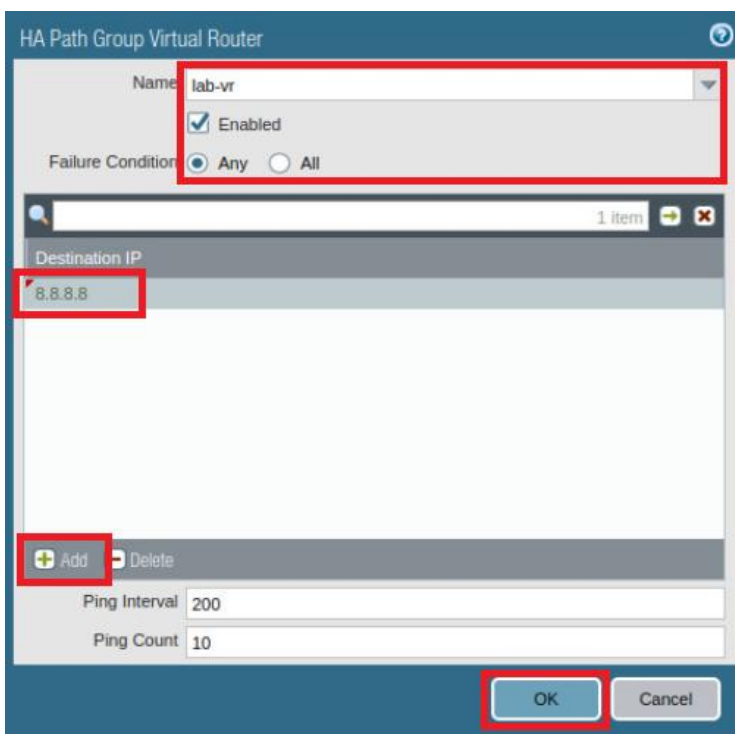 HA Path Group Virtual Router
Name lab-vr
Enabled
Failure Condition Any All
1 item
Destination IP
8.8.8.8
Add Delete
Ping Interval 200
Ping Count 10
OK Cancel